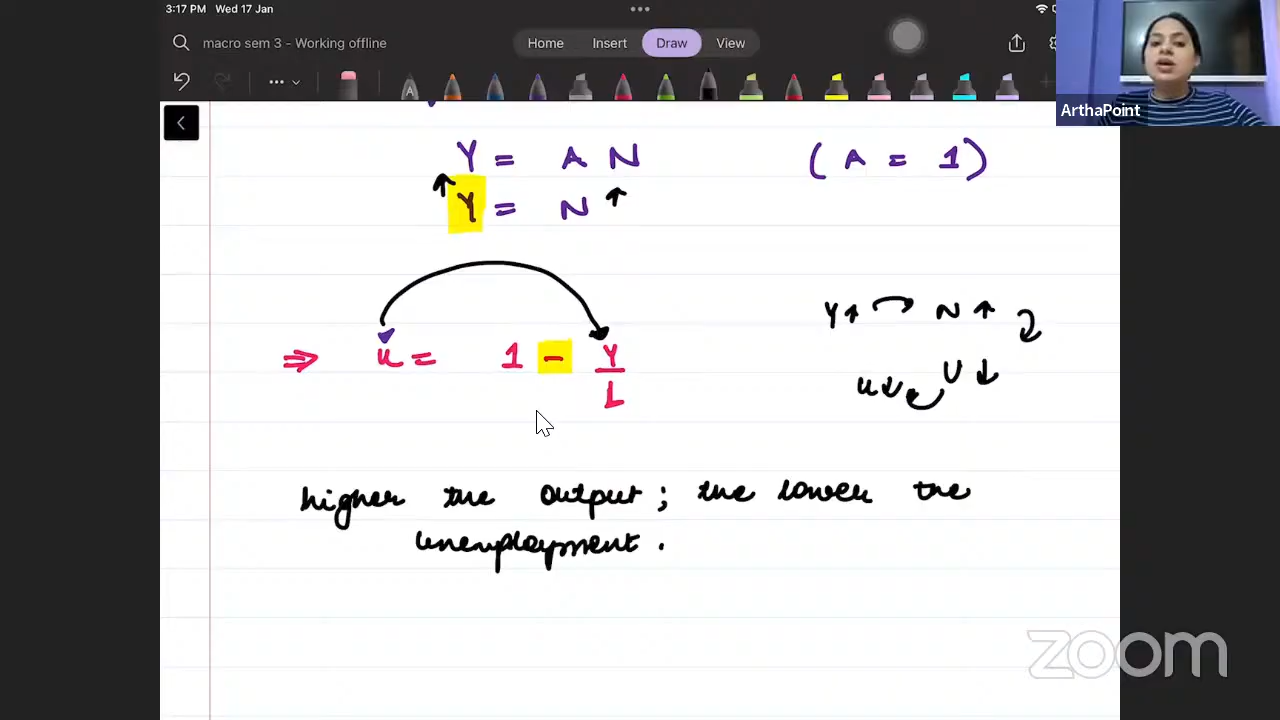 3:17 PM Wed 17 Jan
macro sem 3 - Working offline
Home Insert Draw View
ArthaPoint
Y = A N (A = 1)
↑ Y = N ↑
Y↑ → N ↑
⇒ u = 1 - Y/L
U ↓
u↓
higher the output ; the lower the
unemployment .
zoom